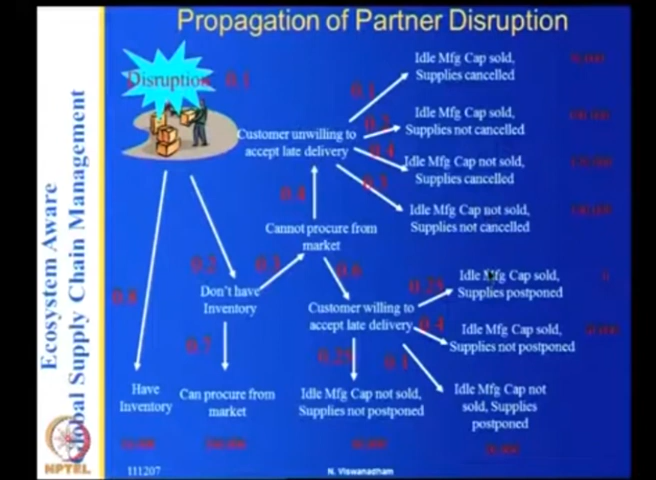 Propagation of Partner Disruption
Disruption
0.1
Idle Mfg Cap sold,
Supplies cancelled
0.1
Customer unwilling to
accept late delivery
0.2
Idle Mfg Cap sold,
Supplies not cancelled
0.4
Idle Mfg Cap not sold,
Supplies cancelled
0.3
Idle Mfg Cap not sold,
Supplies not cancelled
0.4
Cannot procure from
market
0.2
0.3
0.6
0.8
Don't have
Inventory
Customer willing to
accept late delivery
0.25
Idle Mfg Cap sold,
Supplies postponed
0.4
Idle Mfg Cap sold,
Supplies not postponed
0.7
0.25
0.1
Have
Inventory
Can procure from
market
Idle Mfg Cap not sold,
Supplies not postponed
Idle Mfg Cap not
sold, Supplies
postponed
Ecosystem Aware
Global Supply Chain Management
NPTEL
111207
N. Viswanadham